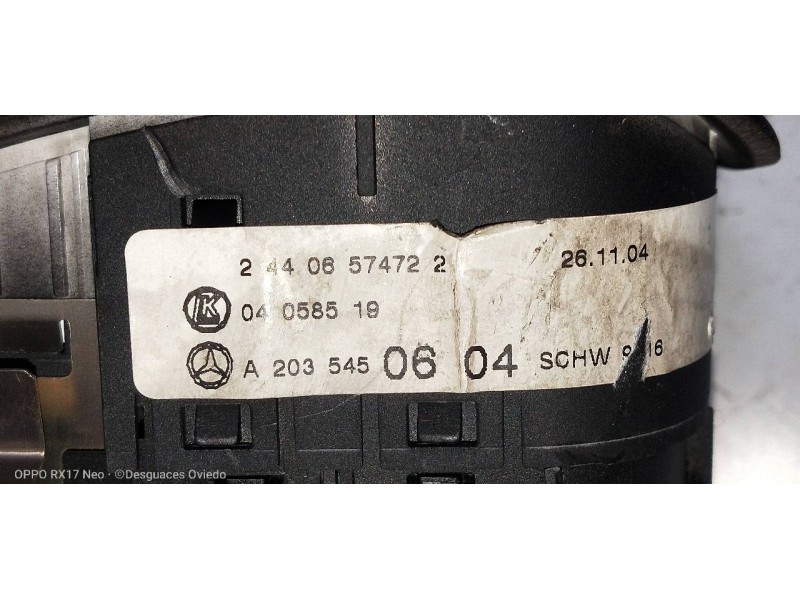 2 44 06 57472 2 26.11.04
K 04 0585 19
A 203 545 06 04 SCHW
OPPO RX17 Neo · ©Desguaces Oviedo